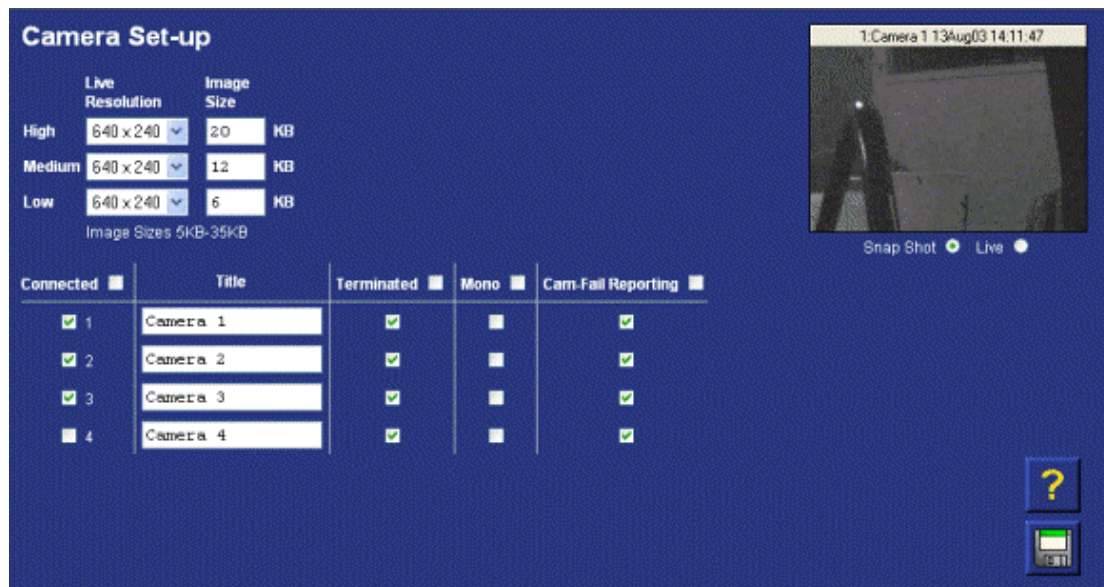 Camera Set-up
1:Camera 1 13Aug03 14:11:47
Live Resolution
Image Size
High 640 x 240 20 KB
Medium 640 x 240 12 KB
Low 640 x 240 6 KB
Image Sizes 5KB-35KB
Snap Shot Live
Connected Title Terminated Mono Cam-Fail Reporting
1 Camera 1
2 Camera 2
3 Camera 3
4 Camera 4
?